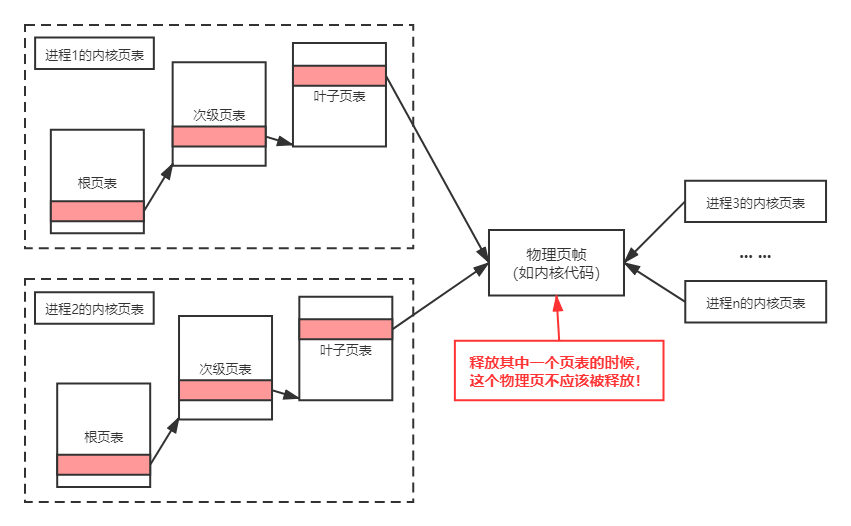 进程1的内核页表
叶子页表
次级页表
根页表
进程2的内核页表
叶子页表
次级页表
根页表
物理页帧
（如内核代码）
释放其中一个页表的时候，
这个物理页不应该被释放！
进程3的内核页表
... ...
进程n的内核页表